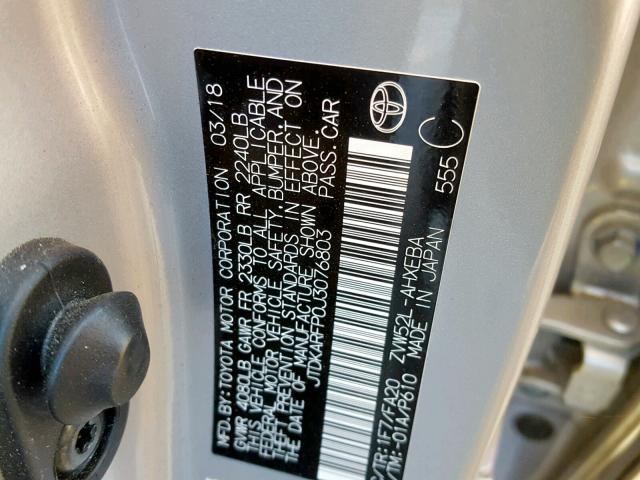 MFD.BY:TOYOTA MOTOR CORPORATION 03/18
GVWR 4080LB GAWR FR 2330LB RR 2240LB
THIS VEHICLE CONFORMS TO ALL APPLICABLE
FEDERAL MOTOR VEHICLE SAFETY, BUMPER, AND
THEFT PREVENTION STANDARDS IN EFFECT ON
THE DATE OF MANUFACTURE SHOWN ABOVE.
JTDKARFP0J3076803 PASS.CAR
C/TR:1F7/FA20 ZVW52L-AHXEBA
/TM:-01A/P610 MADE IN JAPAN
555 C